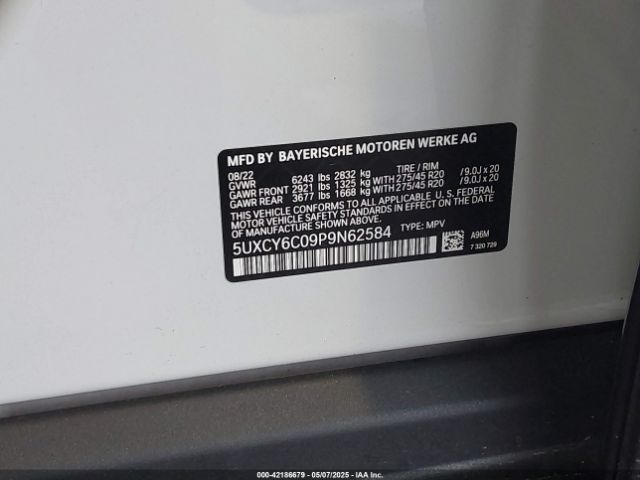 MFD BY BAYERISCHE MOTOREN WERKE AG
08/22
GVWR 6243 lbs 2832 kg TIRE / RIM
GAWR FRONT 2921 lbs 1325 kg WITH 275/45 R20 / 9.0J x 20
GAWR REAR 3677 lbs 1668 kg WITH 275/45 R20 / 9.0J x 20
THIS VEHICLE CONFORMS TO ALL APPLICABLE U.S. FEDERAL
MOTOR VEHICLE SAFETY STANDARDS IN EFFECT ON THE DATE
OF MANUFACTURE SHOWN ABOVE.
5UXCY6C09P9N62584 TYPE: MPV
A96M
7 320 729
000-42186679 - 05/07/2025 - IAA Inc.